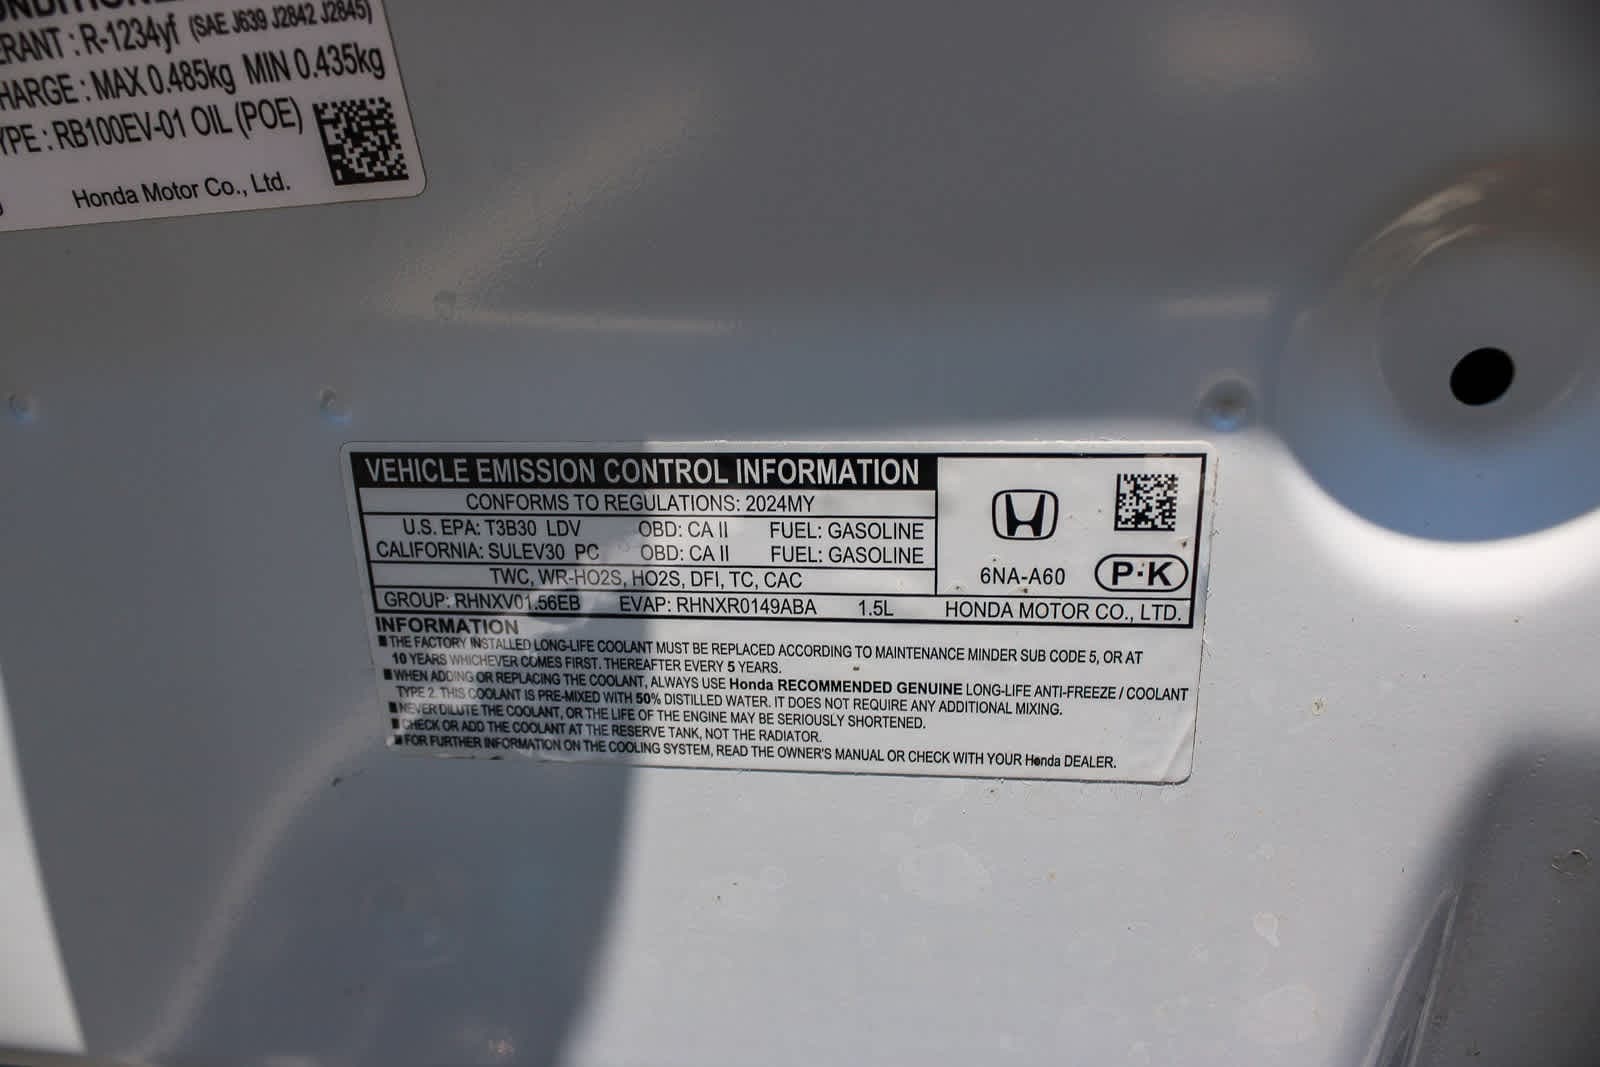 R-1234yf (SAE J639 J2842 J2845)
MAX 0.485kg MIN 0.435kg
RB100EV-01 OIL (POE)
Honda Motor Co., Ltd.
VEHICLE EMISSION CONTROL INFORMATION
CONFORMS TO REGULATIONS: 2024MY
U.S. EPA: T3B30 LDV OBD: CA II FUEL: GASOLINE
CALIFORNIA: SULEV30 PC OBD: CA II FUEL: GASOLINE
TWC, WR-HO2S, HO2S, DFI, TC, CAC
6NA-A60 P·K
GROUP: RHNXV01.56EB EVAP: RHNXR0149ABA 1.5L HONDA MOTOR CO., LTD.
INFORMATION
■THE FACTORY INSTALLED LONG-LIFE COOLANT MUST BE REPLACED ACCORDING TO MAINTENANCE MINDER SUB CODE 5, OR AT
10 YEARS WHICHEVER COMES FIRST. THEREAFTER EVERY 5 YEARS.
■WHEN ADDING OR REPLACING THE COOLANT, ALWAYS USE Honda RECOMMENDED GENUINE LONG-LIFE ANTI-FREEZE / COOLANT
TYPE 2. THIS COOLANT IS PRE-MIXED WITH 50% DISTILLED WATER. IT DOES NOT REQUIRE ANY ADDITIONAL MIXING.
■NEVER DILUTE THE COOLANT, OR THE LIFE OF THE ENGINE MAY BE SERIOUSLY SHORTENED.
■CHECK OR ADD THE COOLANT AT THE RESERVE TANK, NOT THE RADIATOR.
■FOR FURTHER INFORMATION ON THE COOLING SYSTEM, READ THE OWNER'S MANUAL OR CHECK WITH YOUR Honda DEALER.